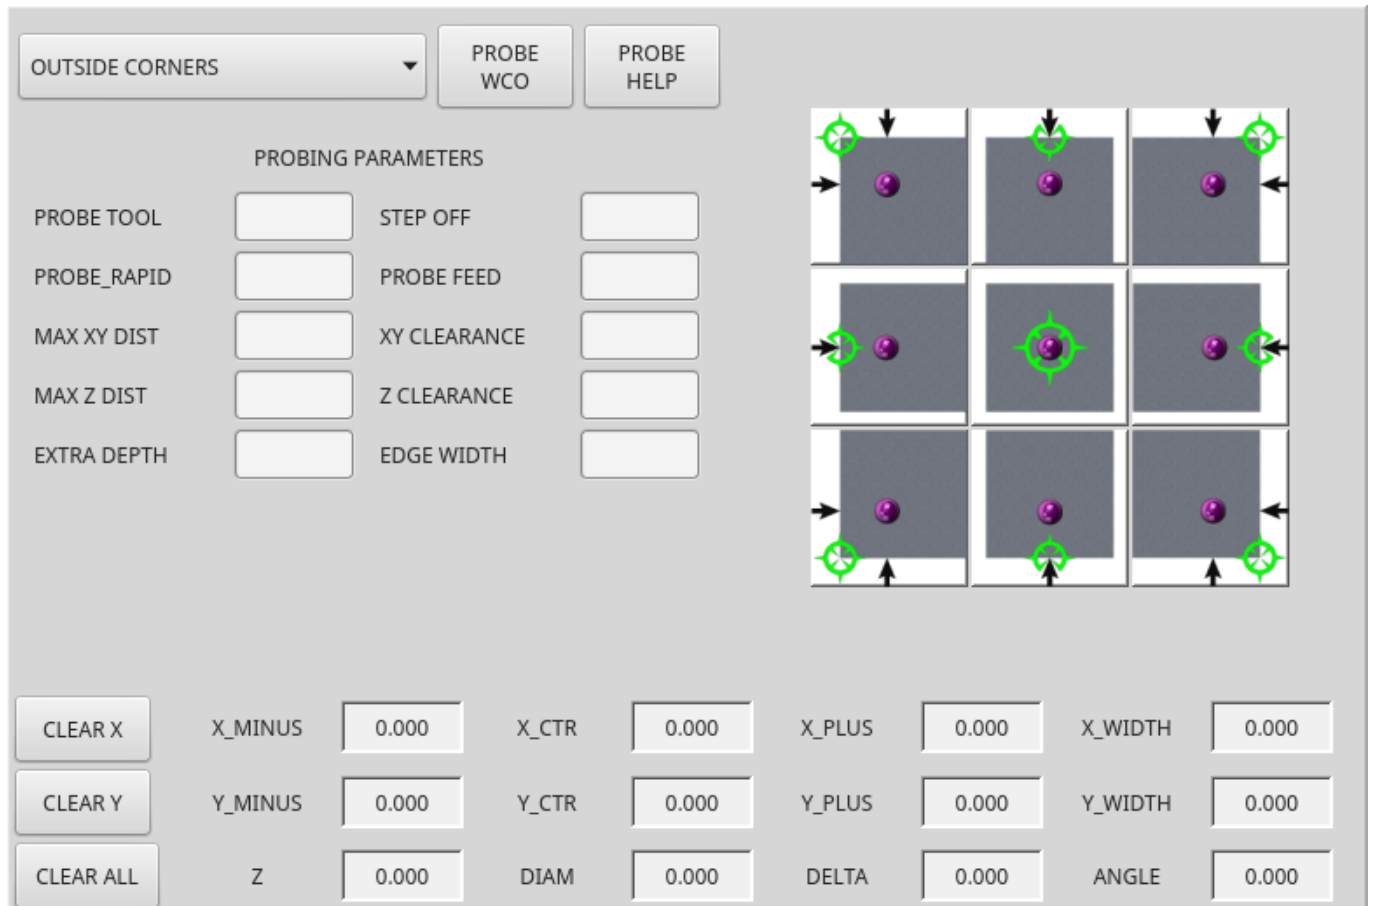 OUTSIDE CORNERS
PROBE
WCO
PROBE
HELP
PROBING PARAMETERS
PROBE TOOL
STEP OFF
PROBE_RAPID
PROBE FEED
MAX XY DIST
XY CLEARANCE
MAX Z DIST
Z CLEARANCE
EXTRA DEPTH
EDGE WIDTH
CLEAR X
X_MINUS 0.000
X_CTR 0.000
X_PLUS 0.000
X_WIDTH 0.000
CLEAR Y
Y_MINUS 0.000
Y_CTR 0.000
Y_PLUS 0.000
Y_WIDTH 0.000
CLEAR ALL
Z 0.000
DIAM 0.000
DELTA 0.000
ANGLE 0.000